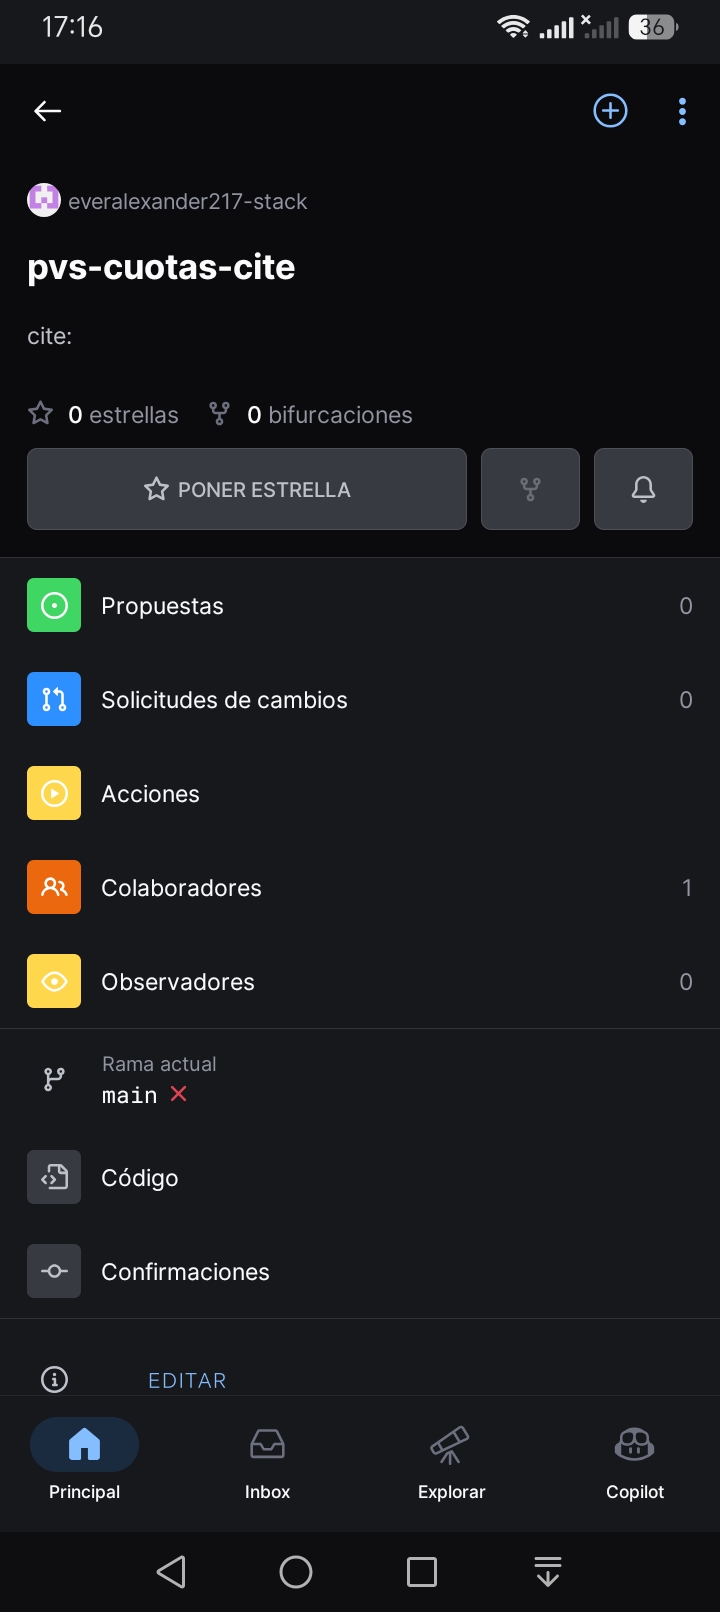 17:16
36
everalexander217-stack
pvs-cuotas-cite
cite:
0 estrellas 0 bifurcaciones
PONER ESTRELLA
Propuestas 0
Solicitudes de cambios 0
Acciones
Colaboradores 1
Observadores 0
Rama actual
main
Código
Confirmaciones
EDITAR
Principal Inbox Explorar Copilot